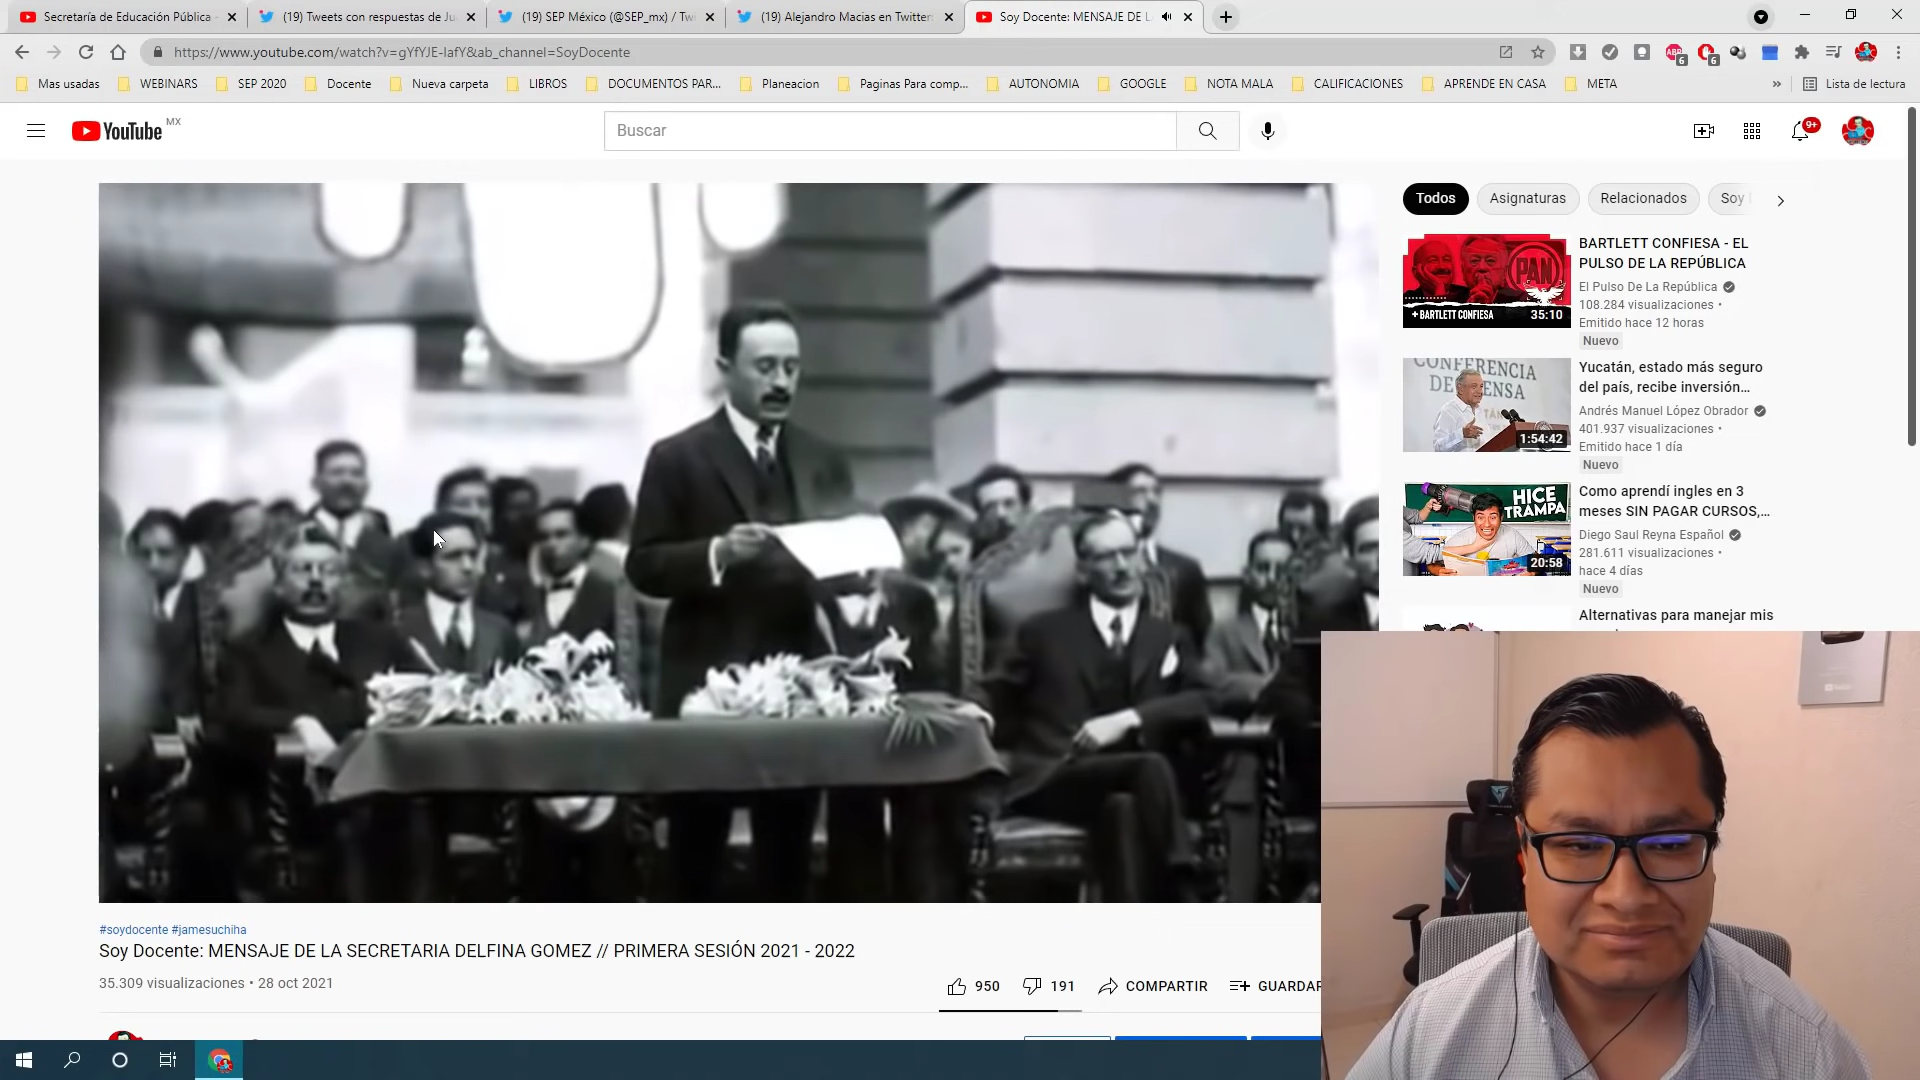 Secretaría de Educación Pública -
(19) Tweets con respuestas de Ju
(19) SEP México (@SEP_mx) / Twi
(19) Alejandro Macias en Twitter:
Soy Docente: MENSAJE DE L
https://www.youtube.com/watch?v=gYfYJE-IafY&ab_channel=SoyDocente
ABP
6
6
Mas usadas
WEBINARS
SEP 2020
Docente
Nueva carpeta
LIBROS
DOCUMENTOS PAR...
Planeacion
Paginas Para comp...
AUTONOMIA
GOOGLE
NOTA MALA
CALIFICACIONES
APRENDE EN CASA
META
»
Lista de lectura
YouTube MX
Buscar
9+
Todos
Asignaturas
Relacionados
Soy
PAN
+ BARTLETT CONFIESA
35:10
BARTLETT CONFIESA - EL
PULSO DE LA REPÚBLICA
El Pulso De La República
108.284 visualizaciones •
Emitido hace 12 horas
Nuevo
CONFERENCIA
1:54:42
Yucatán, estado más seguro
del país, recibe inversión...
Andrés Manuel López Obrador
401.937 visualizaciones •
Emitido hace 1 día
Nuevo
HICE
TRAMPA
20:58
Como aprendí ingles en 3
meses SIN PAGAR CURSOS,...
Diego Saul Reyna Español
281.611 visualizaciones •
hace 4 días
Nuevo
Alternativas para manejar mis
#soydocente #jamesuchiha
Soy Docente: MENSAJE DE LA SECRETARIA DELFINA GOMEZ // PRIMERA SESIÓN 2021 - 2022
35.309 visualizaciones • 28 oct 2021
950
191
COMPARTIR
GUARDAR